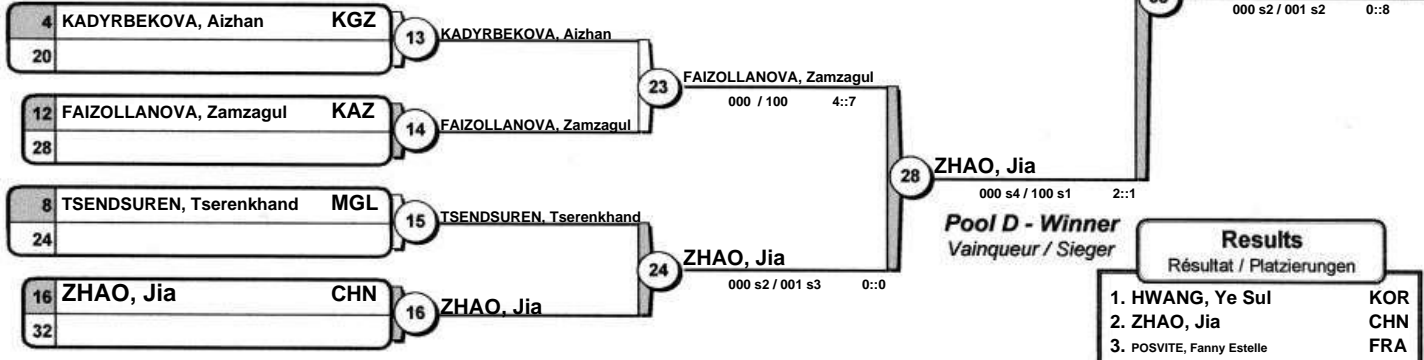 000 s2 / 001 s2 0::8
4 KADYRBEKOVA, Aizhan KGZ
20
13 KADYRBEKOVA, Aizhan
23 FAIZOLLANOVA, Zamzagul
000 / 100 4::7
12 FAIZOLLANOVA, Zamzagul KAZ
28
14 FAIZOLLANOVA, Zamzagul
28 ZHAO, Jia
000 s4 / 100 s1 2::1
8 TSENDSUREN, Tserenkhand MGL
24
15 TSENDSUREN, Tserenkhand
24 ZHAO, Jia
000 s2 / 001 s3 0::0
16 ZHAO, Jia CHN
32
16 ZHAO, Jia
Pool D - Winner
Vainqueur / Sieger
Results
Résultat / Platzierungen
1. HWANG, Ye Sul KOR
2. ZHAO, Jia CHN
3. POSVITE, Fanny Estelle FRA